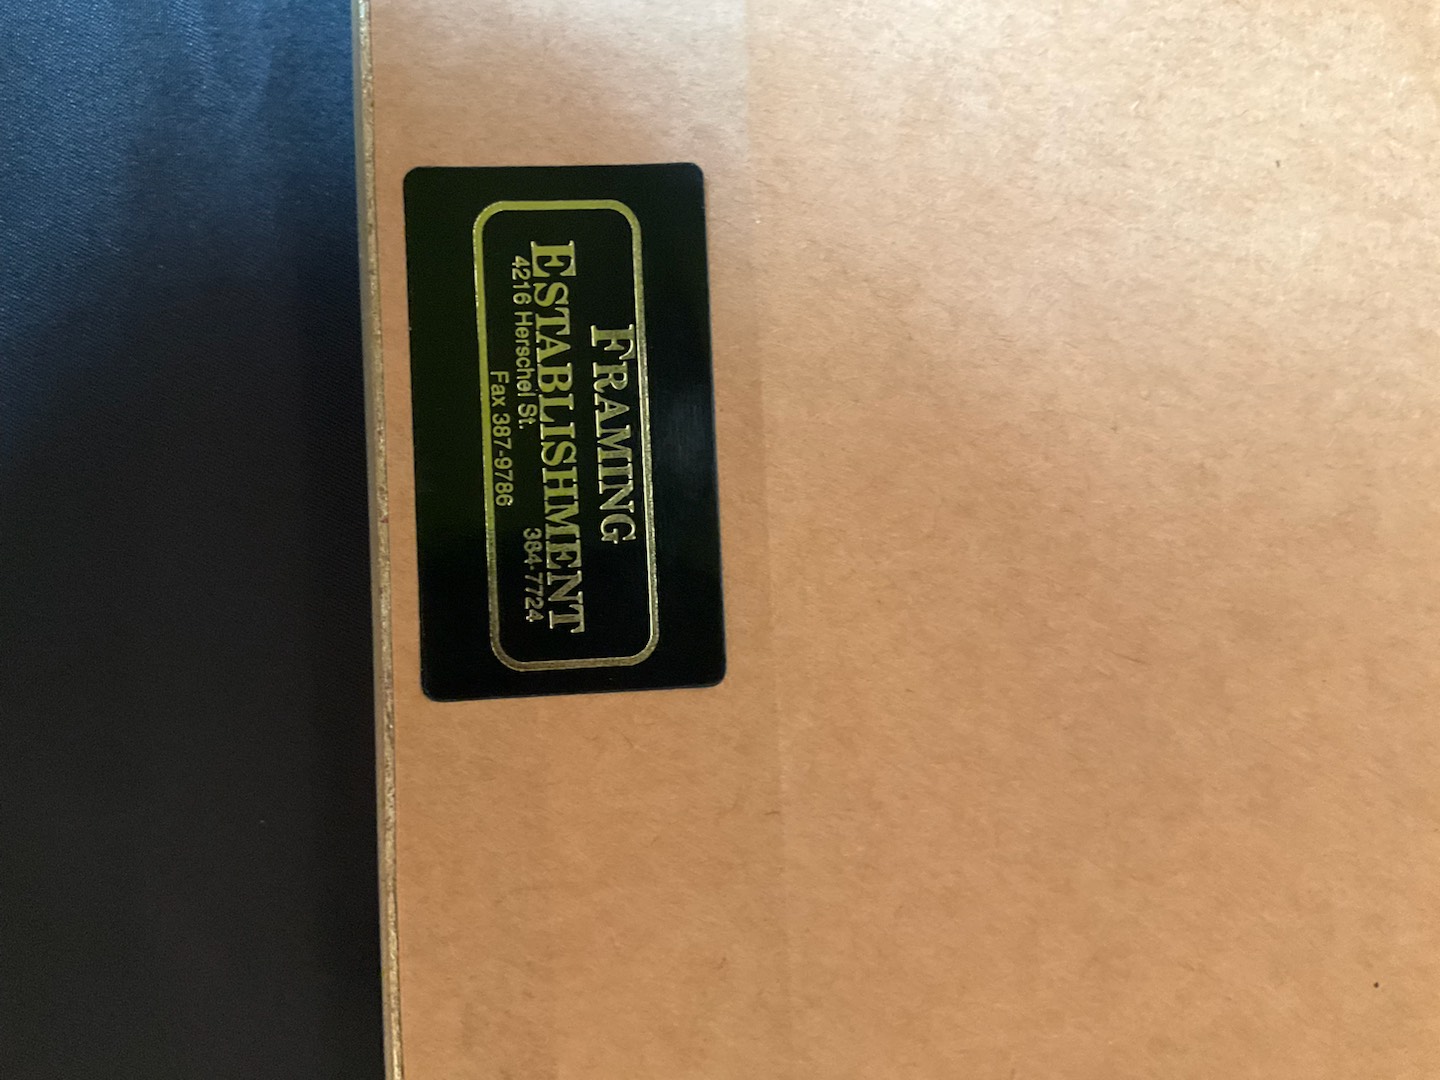 FRAMING
ESTABLISHMENT
4216 Herschel St. 384-7724
Fax 387-9786